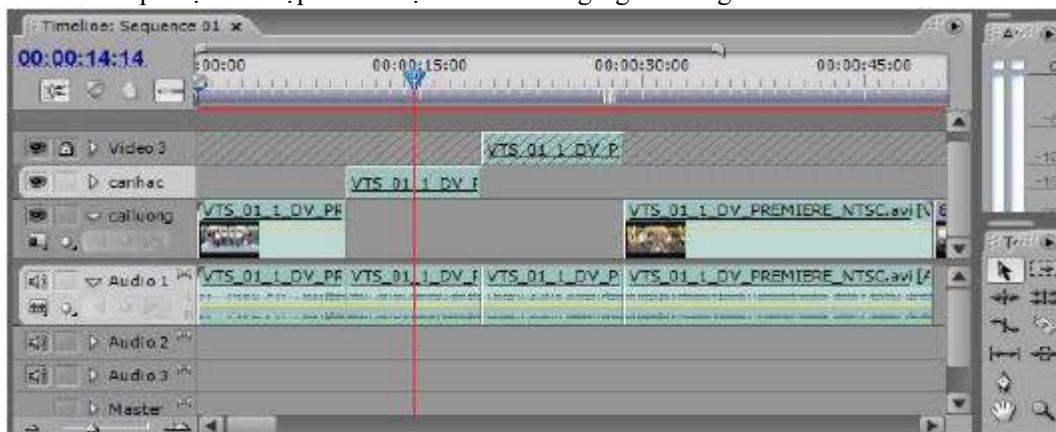 Timeline: Sequence 01
00:00:14:14
:00:00 00:00:15:00 00:00:30:00 00:00:45:00
Video 3 VTS_01_1_DV_P
canhac VTS_01_1_DV_F
cailuong VTS_01_1_DV_PR VTS_01_1_DV_PREMIERE_NTSC.avi [V
Audio 1 VTS_01_1_DV_PR VTS_01_1_DV_F VTS_01_1_DV_P VTS_01_1_DV_PREMIERE_NTSC.avi [A
Audio 2
Audio 3
Master